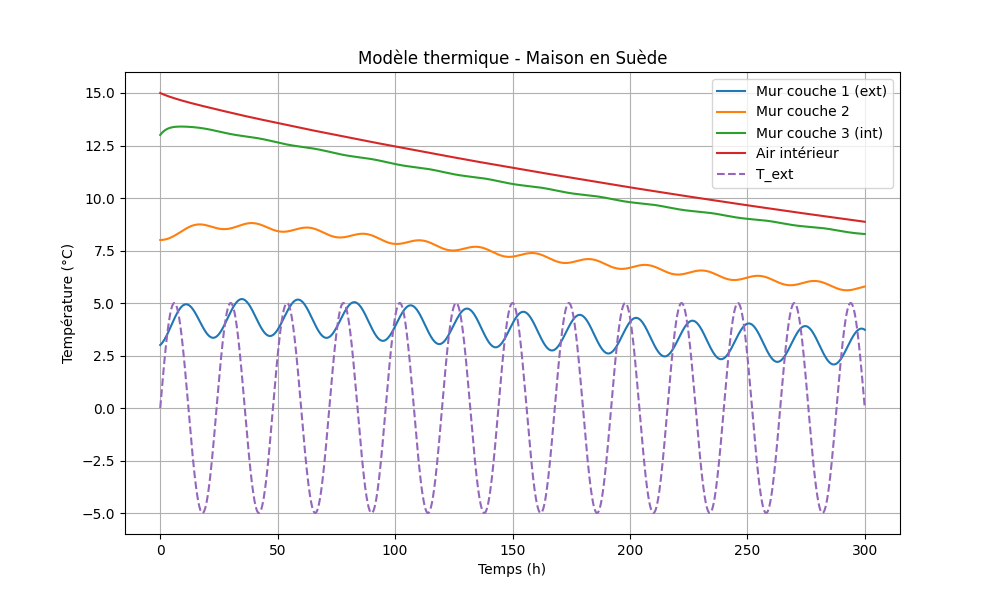 Modèle thermique - Maison en Suède
Mur couche 1 (ext)
Mur couche 2
Mur couche 3 (int)
Air intérieur
T_ext
Température (°C)
15.0
12.5
10.0
7.5
5.0
2.5
0.0
−2.5
−5.0
0
50
100
150
200
250
300
Temps (h)